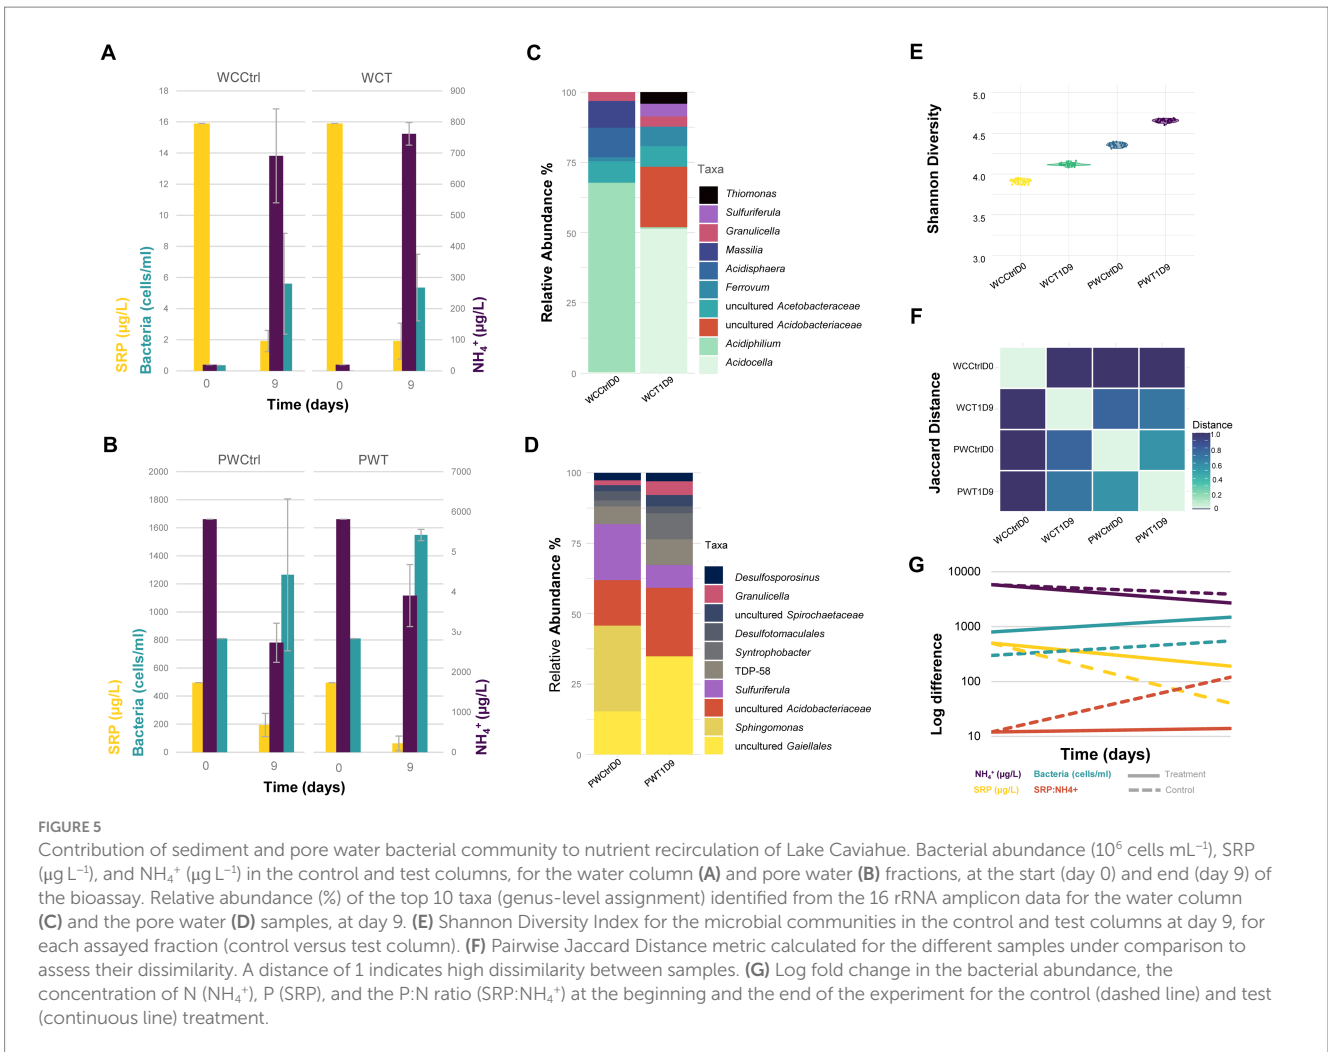 A
WCCtrl
WCT
18
16
14
12
10
8
6
4
2
0
900
800
700
600
500
400
300
200
100
0
SRP (µg/L)
Bacteria (cells/ml)
NH₄⁺ (µg/L)
0
9
0
9
Time (days)
B
PWCtrl
PWT
2000
1800
1600
1400
1200
1000
800
600
400
200
0
7000
6000
5
4
3u
2000
1000
0
SRP (µg/L)
Bacteria (cells/ml)
NH₄⁺ (µg/L)
0
9
0
9
Time (days)
C
Relative Abundance %
100
75
50
25
0
WCCtrlD0
WCT1D9
Taxa
Thiomonas
Sulfuriferula
Granulicella
Massilia
Acidisphaera
Ferrovum
uncultured Acetobacteraceae
uncultured Acidobacteriaceae
Acidiphilium
Acidocella
D
Relative Abundance %
100
75
50
25
0
PWCtrlD0
PWT1D9
Taxa
Desulfosporosinus
Granulicella
uncultured Spirochaetaceae
Desulfotomaculales
Syntrophobacter
TDP-58
Sulfuriferula
uncultured Acidobacteriaceae
Sphingomonas
uncultured Gaiellales
E
Shannon Diversity
5.0
4.5
4.0
3.5
3.0
WCCtrlD0
WCT1D9
PWCtrlD0
PWT1D9
F
Jaccard Distance
WCCtrlD0
WCT1D9
PWCtrlD0
PWT1D9
WCCtrlD0
WCT1D9
PWCtrlD0
PWT1D9
Distance
1.0
0.8
0.6
0.4
0.2
0
G
Log difference
10000
1000
100
10
Time (days)
NH₄⁺ (µg/L) Bacteria (cells/ml) Treatment
SRP (µg/L) SRP:NH4+ Control
FIGURE 5
Contribution of sediment and pore water bacterial community to nutrient recirculation of Lake Caviahue. Bacterial abundance (10⁶ cells mL⁻¹), SRP
(µg L⁻¹), and NH₄⁺ (µg L⁻¹) in the control and test columns, for the water column (A) and pore water (B) fractions, at the start (day 0) and end (day 9) of
the bioassay. Relative abundance (%) of the top 10 taxa (genus-level assignment) identified from the 16 rRNA amplicon data for the water column
(C) and the pore water (D) samples, at day 9. (E) Shannon Diversity Index for the microbial communities in the control and test columns at day 9, for
each assayed fraction (control versus test column). (F) Pairwise Jaccard Distance metric calculated for the different samples under comparison to
assess their dissimilarity. A distance of 1 indicates high dissimilarity between samples. (G) Log fold change in the bacterial abundance, the
concentration of N (NH₄⁺), P (SRP), and the P:N ratio (SRP:NH₄⁺) at the beginning and the end of the experiment for the control (dashed line) and test
(continuous line) treatment.